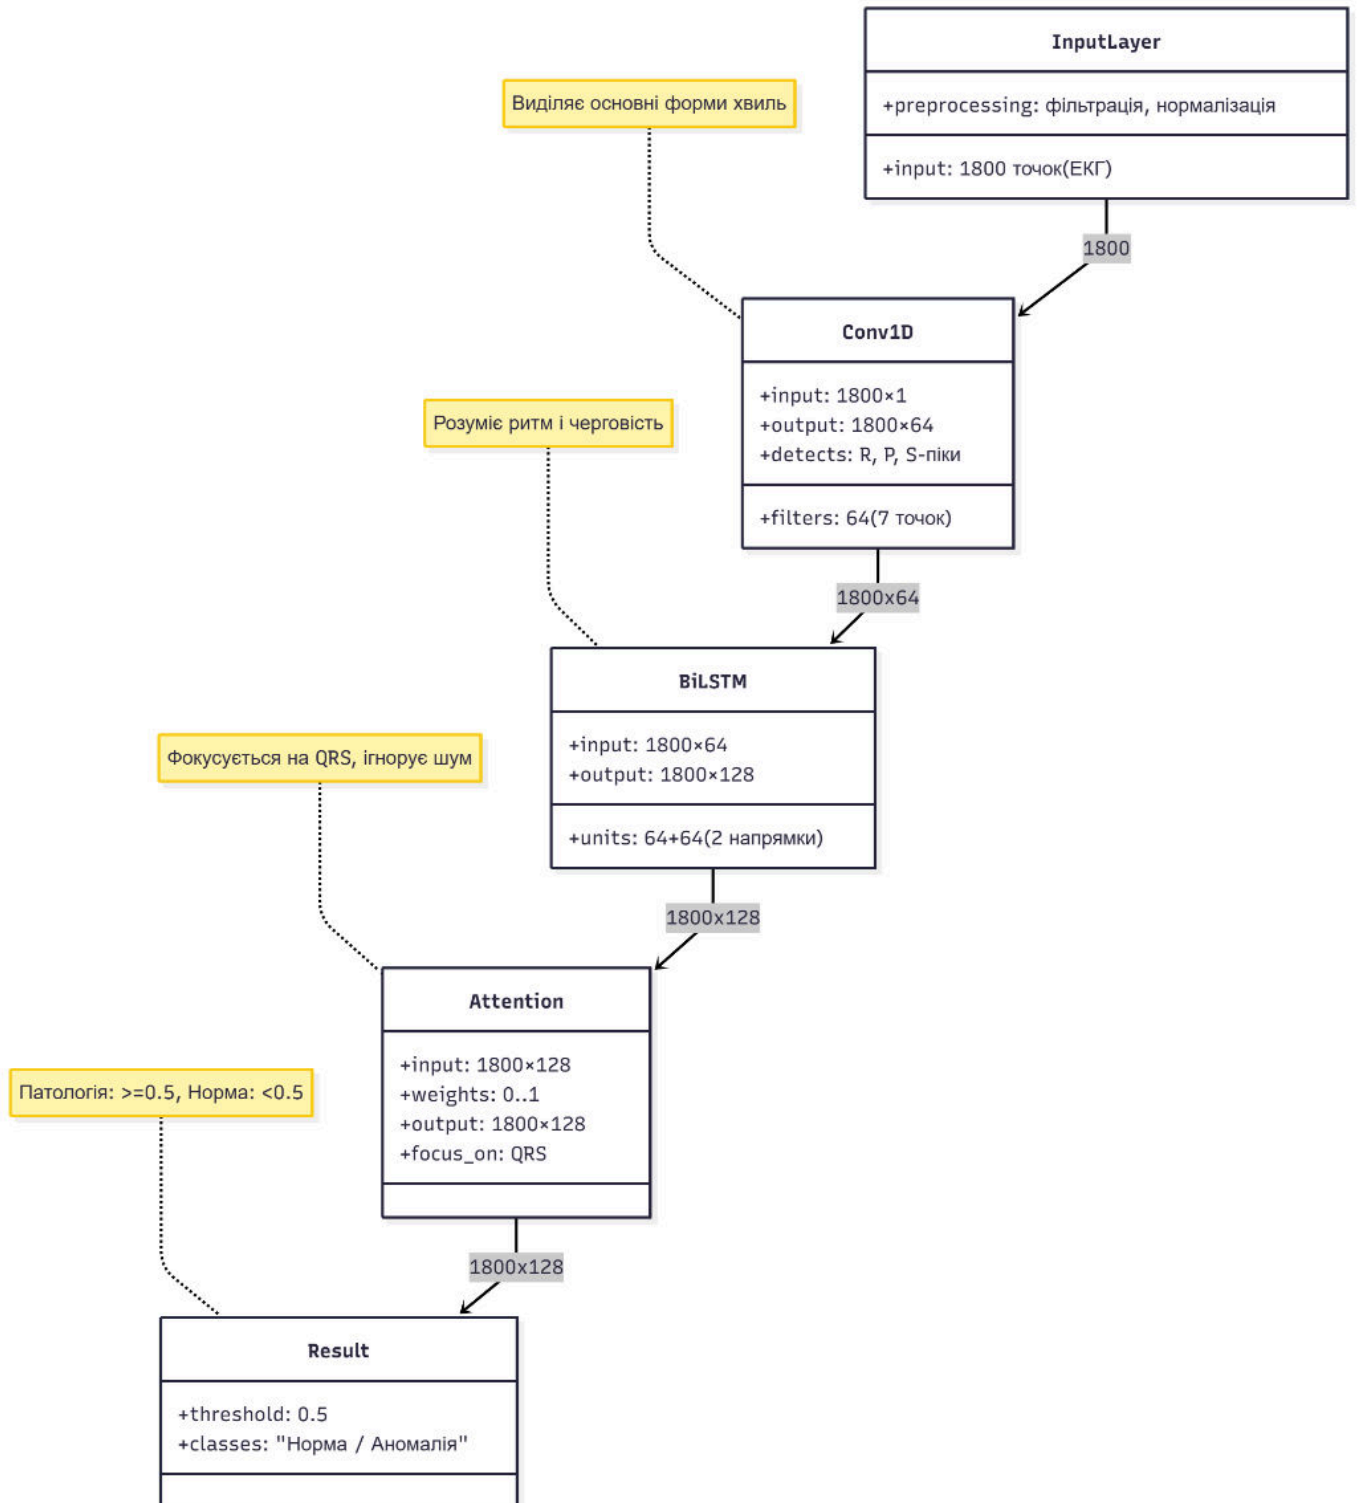 InputLayer
+preprocessing: фільтрація, нормалізація
+input: 1800 точок(ЕКГ)
Виділяє основні форми хвиль
1800
Conv1D
+input: 1800×1
+output: 1800×64
+detects: R, P, S-піки
+filters: 64(7 точок)
Розуміє ритм і черговість
1800x64
BiLSTM
+input: 1800×64
+output: 1800×128
+units: 64+64(2 напрямки)
Фокусується на QRS, ігнорує шум
1800x128
Attention
+input: 1800×128
+weights: 0..1
+output: 1800×128
+focus_on: QRS
Патологія: >=0.5, Норма: <0.5
1800x128
Result
+threshold: 0.5
+classes: "Норма / Аномалія"